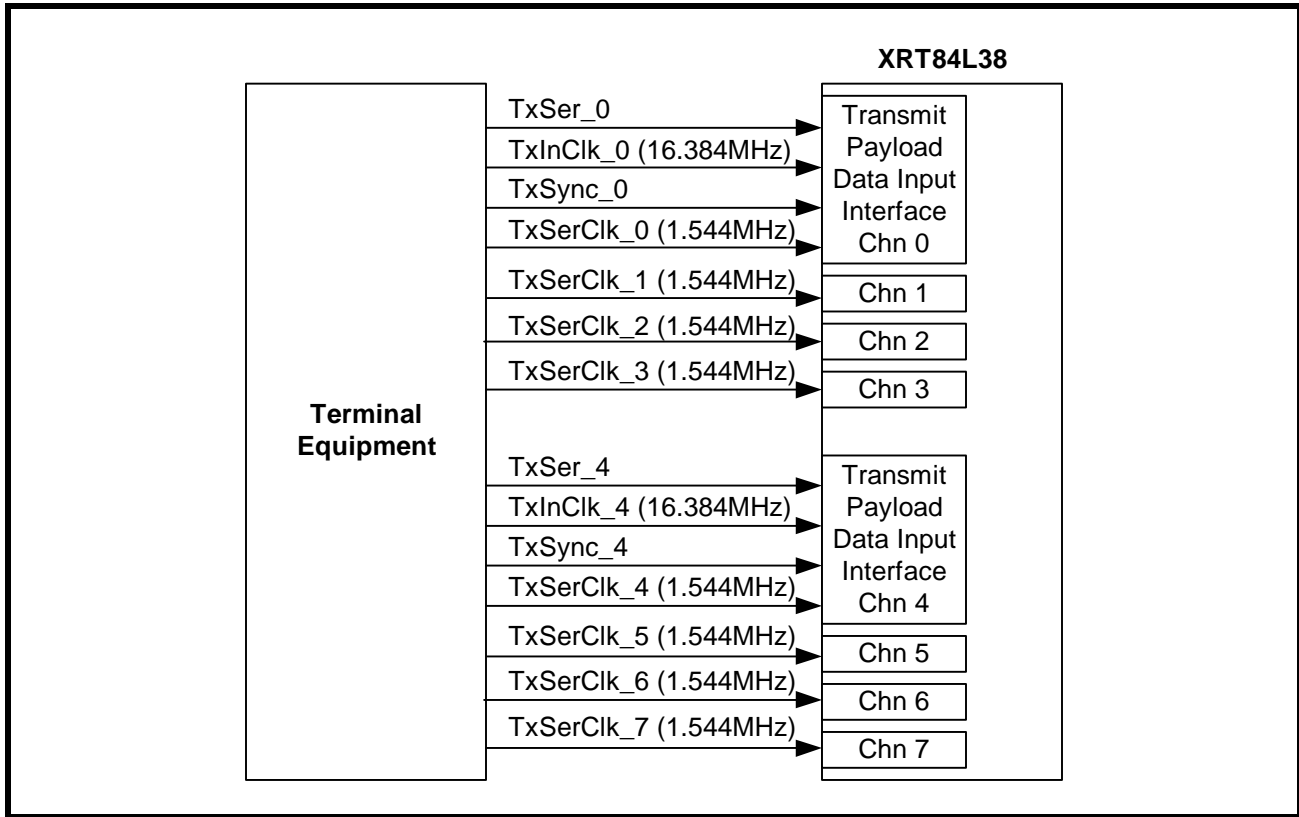 XRT84L38
TxSer_0
TxInClk_0 (16.384MHz)
TxSync_0
TxSerClk_0 (1.544MHz)
Transmit
Payload
Data Input
Interface
Chn 0
TxSerClk_1 (1.544MHz)
Chn 1
TxSerClk_2 (1.544MHz)
Chn 2
TxSerClk_3 (1.544MHz)
Chn 3
Terminal
Equipment
TxSer_4
TxInClk_4 (16.384MHz)
TxSync_4
TxSerClk_4 (1.544MHz)
Transmit
Payload
Data Input
Interface
Chn 4
TxSerClk_5 (1.544MHz)
Chn 5
TxSerClk_6 (1.544MHz)
Chn 6
TxSerClk_7 (1.544MHz)
Chn 7